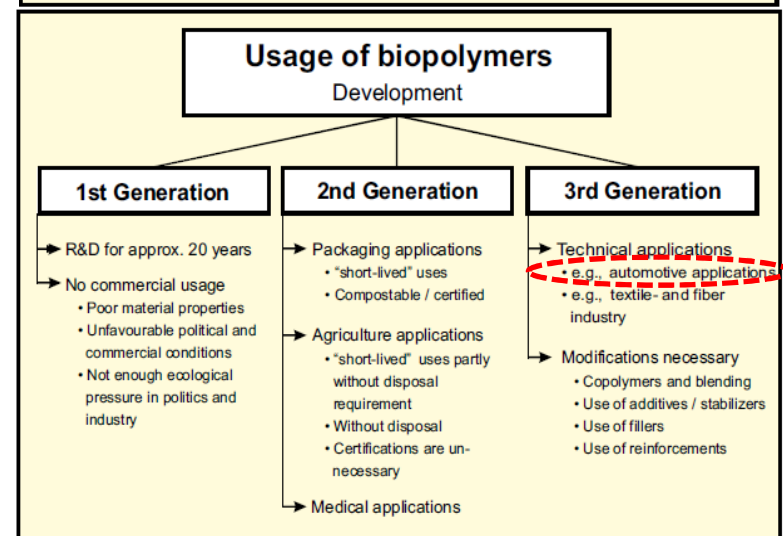 Usage of biopolymers
Development
1st Generation
R&D for approx. 20 years
No commercial usage
• Poor material properties
• Unfavourable political and
commercial conditions
• Not enough ecological
pressure in politics and
industry
2nd Generation
Packaging applications
• "short-lived" uses
• Compostable / certified
Agriculture applications
• "short-lived" uses partly
without disposal
requirement
• Without disposal
• Certifications are un-
necessary
Medical applications
3rd Generation
Technical applications
• e.g., automotive applications
• e.g., textile- and fiber
industry
Modifications necessary
• Copolymers and blending
• Use of additives / stabilizers
• Use of fillers
• Use of reinforcements